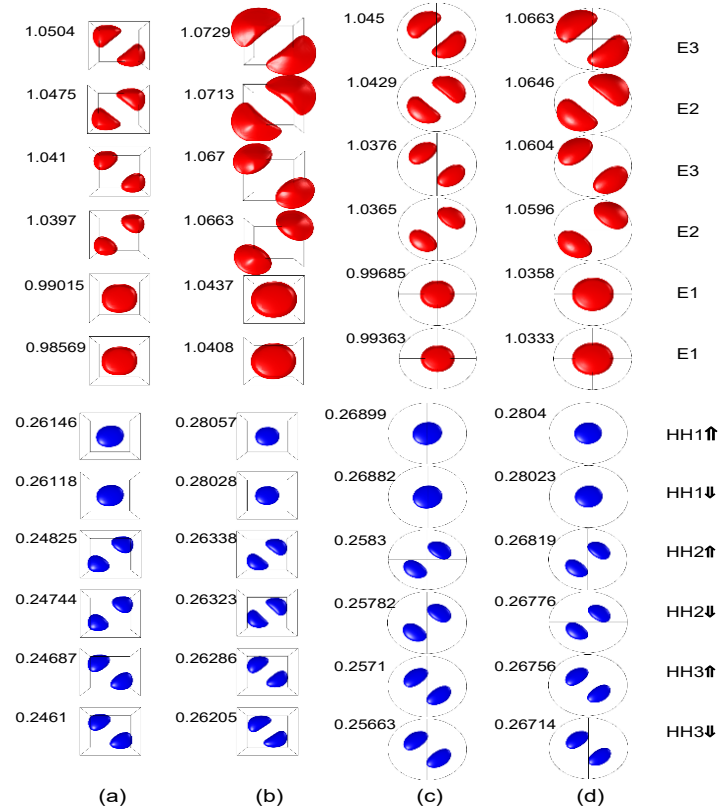 1.0504 1.0729 1.045 1.0663 E3
1.0475 1.0713 1.0429 1.0646 E2
1.041 1.067 1.0376 1.0604 E3
1.0397 1.0663 1.0365 1.0596 E2
0.99015 1.0437 0.99685 1.0358 E1
0.98569 1.0408 0.99363 1.0333 E1
0.26146 0.28057 0.26899 0.2804 HH1⇑
0.26118 0.28028 0.26882 0.28023 HH1⇓
0.24825 0.26338 0.2583 0.26819 HH2⇑
0.24744 0.26323 0.25782 0.26776 HH2⇓
0.24687 0.26286 0.2571 0.26756 HH3⇑
0.2461 0.26205 0.25663 0.26714 HH3⇓
(a) (b) (c) (d)